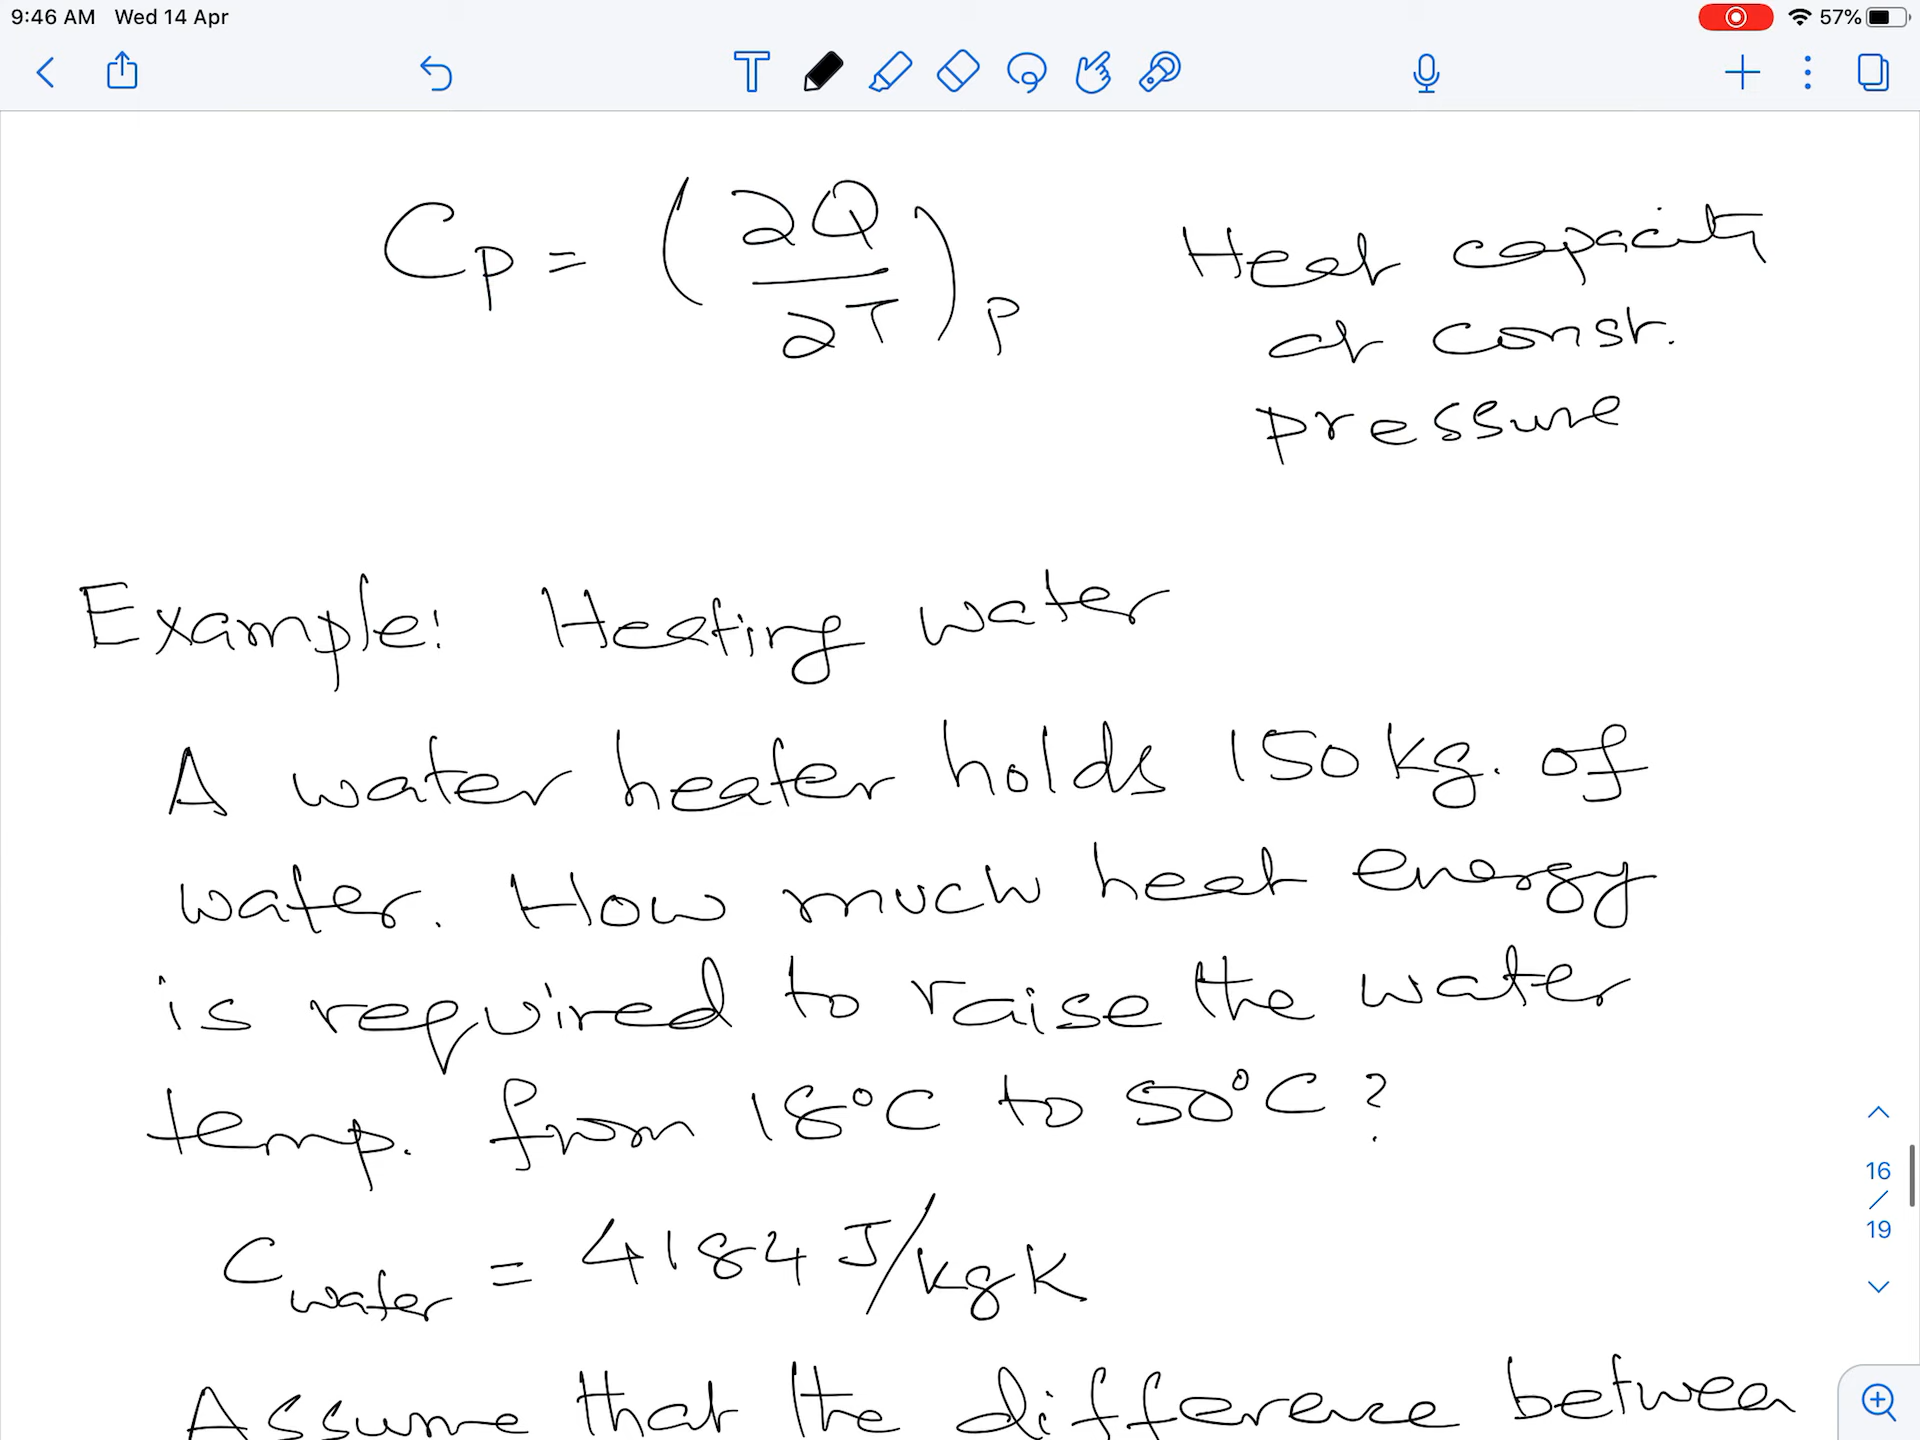 9:46 AM Wed 14 Apr 57%
T
Cp = (∂Q/∂T)p Heat capacity
at const.
pressure
Example: Heating water
A water heater holds 150 kg. of
water. How much heat energy
is required to raise the water
temp. from 18°C to 50°C?
Cwater = 4184 J/kgK
Assume that the difference between
16
/
19